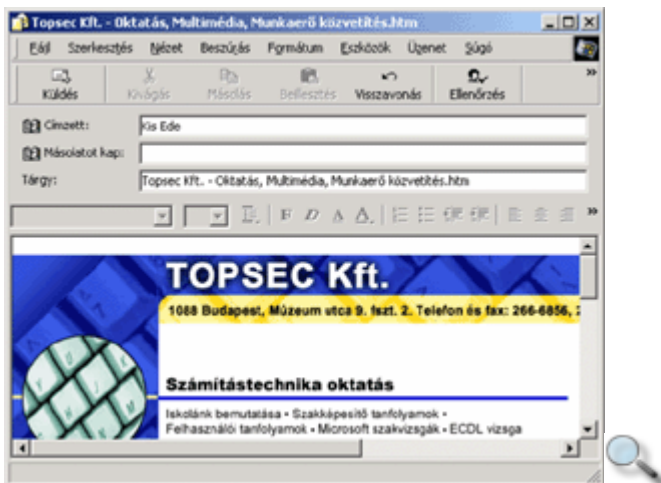 Topsec Kft. - Oktatás, Multimédia, Munkaerő közvetítés.htm
Fájl Szerkesztés Nézet Beszúrás Formátum Eszközök Üzenet Súgó
Küldés Kivágás Másolás Beillesztés Visszavonás Ellenőrzés »
Címzett: Kis Ede
Másolatot kap:
Tárgy: Topsec Kft. - Oktatás, Multimédia, Munkaerő közvetítés.htm
F D A A »
TOPSEC Kft.
1088 Budapest, Múzeum utca 9. fszt. 2. Telefon és fax: 266-6856,
Számítástechnika oktatás
Iskolánk bemutatása • Szakképesítő tanfolyamok •
Felhasználói tanfolyamok • Microsoft szakvizsgák • ECDL vizsga